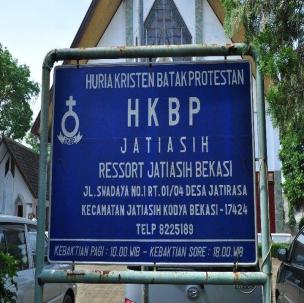 HURIA KRISTEN BATAK PROTESTAN
HKBP
JATIASIH
RESSORT JATIASIH BEKASI
JL. SWADAYA NO.1 RT. 01/04 DESA JATIRASA
KECAMATAN JATIASIH KODYA BEKASI - 17424
TELP 8225189
KEBAKTIAN PAGI : 10.00.WIB - KEBAKTIAN SORE : 18.00.WIB
HKBP